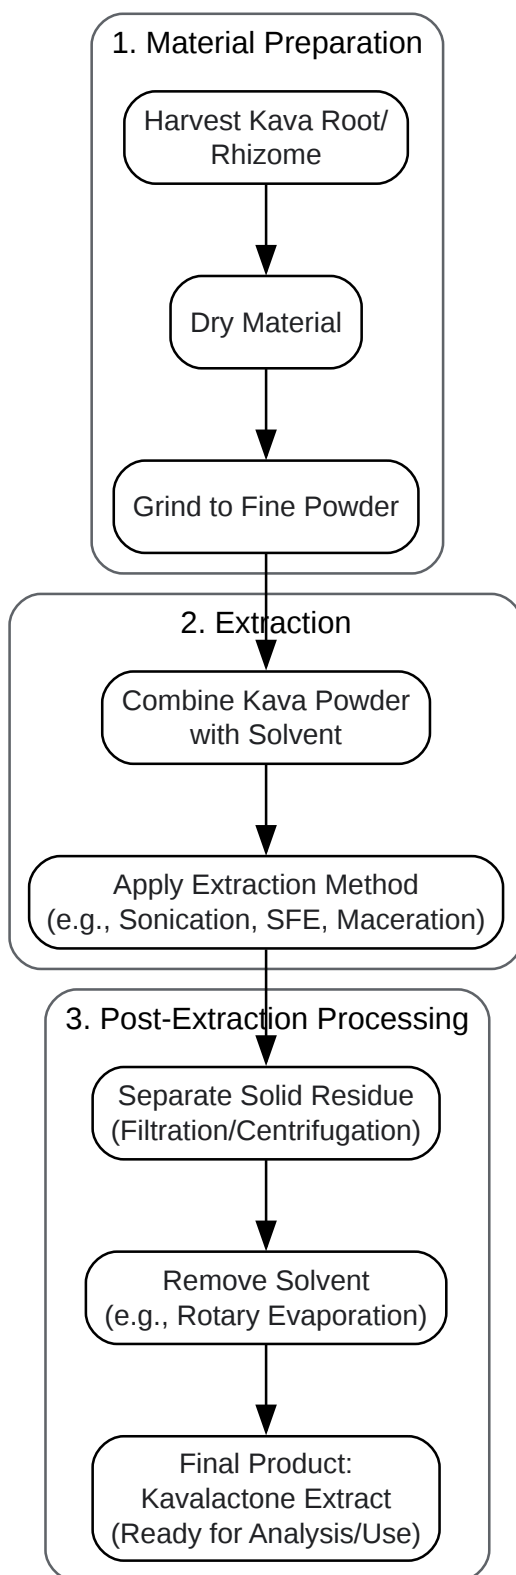 1. Material Preparation
Harvest Kava Root/
Rhizome
Dry Material
Grind to Fine Powder
2. Extraction
Combine Kava Powder
with Solvent
Apply Extraction Method
(e.g., Sonication, SFE, Maceration)
3. Post-Extraction Processing
Separate Solid Residue
(Filtration/Centrifugation)
Remove Solvent
(e.g., Rotary Evaporation)
Final Product:
Kavalactone Extract
(Ready for Analysis/Use)